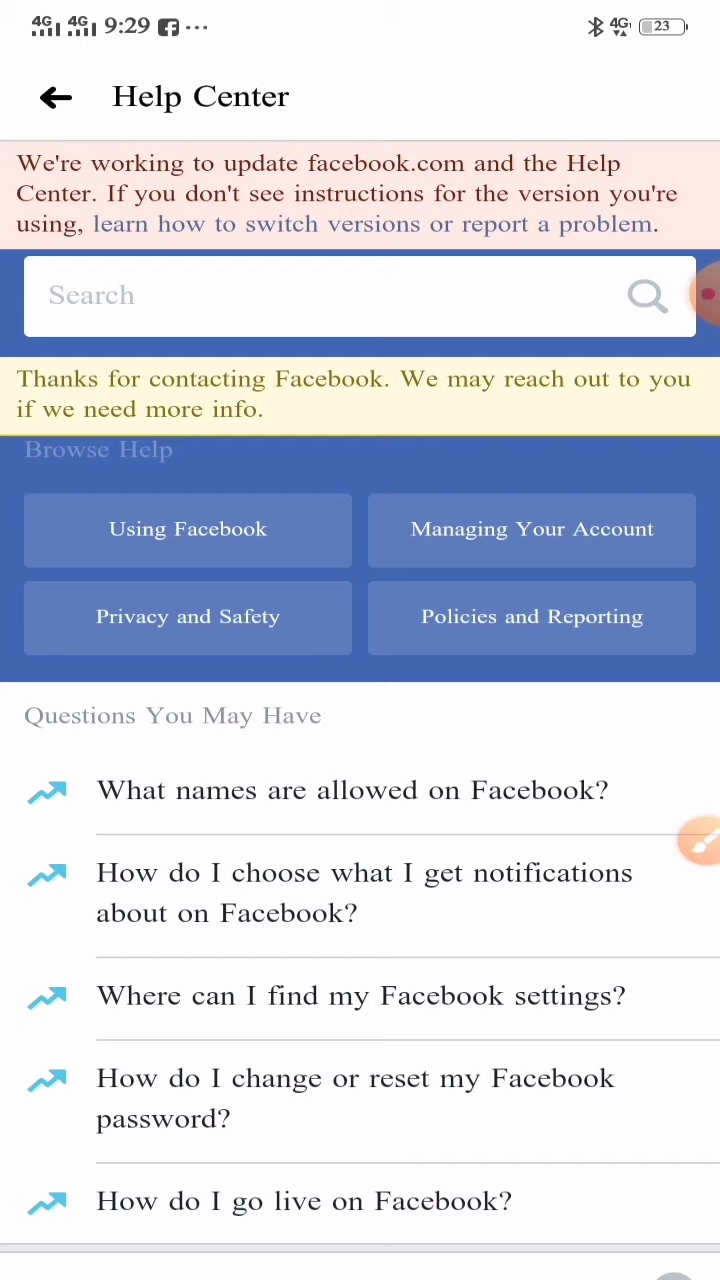 4G 4G 9:29 ... 4G 23
Help Center
We're working to update facebook.com and the Help
Center. If you don't see instructions for the version you're
using, learn how to switch versions or report a problem.
Search
Thanks for contacting Facebook. We may reach out to you
if we need more info.
Browse Help
Using Facebook
Managing Your Account
Privacy and Safety
Policies and Reporting
Questions You May Have
What names are allowed on Facebook?
How do I choose what I get notifications
about on Facebook?
Where can I find my Facebook settings?
How do I change or reset my Facebook
password?
How do I go live on Facebook?